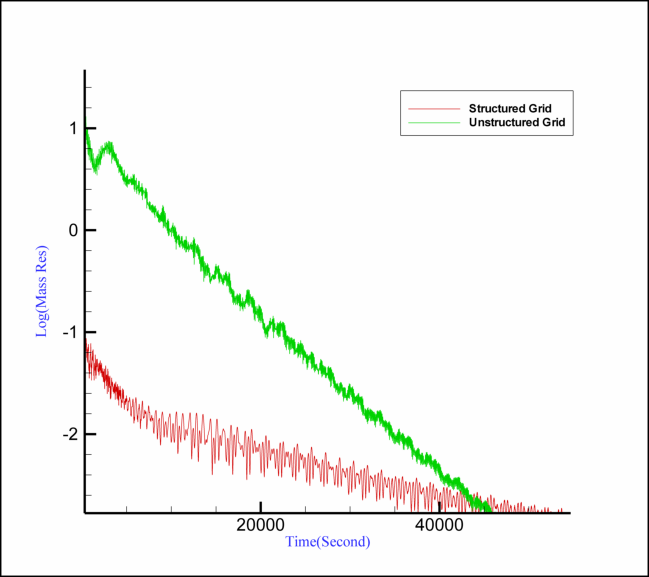 Structured Grid
Unstructured Grid
1
0
-1
-2
Log(Mass Res)
20000
40000
Time(Second)